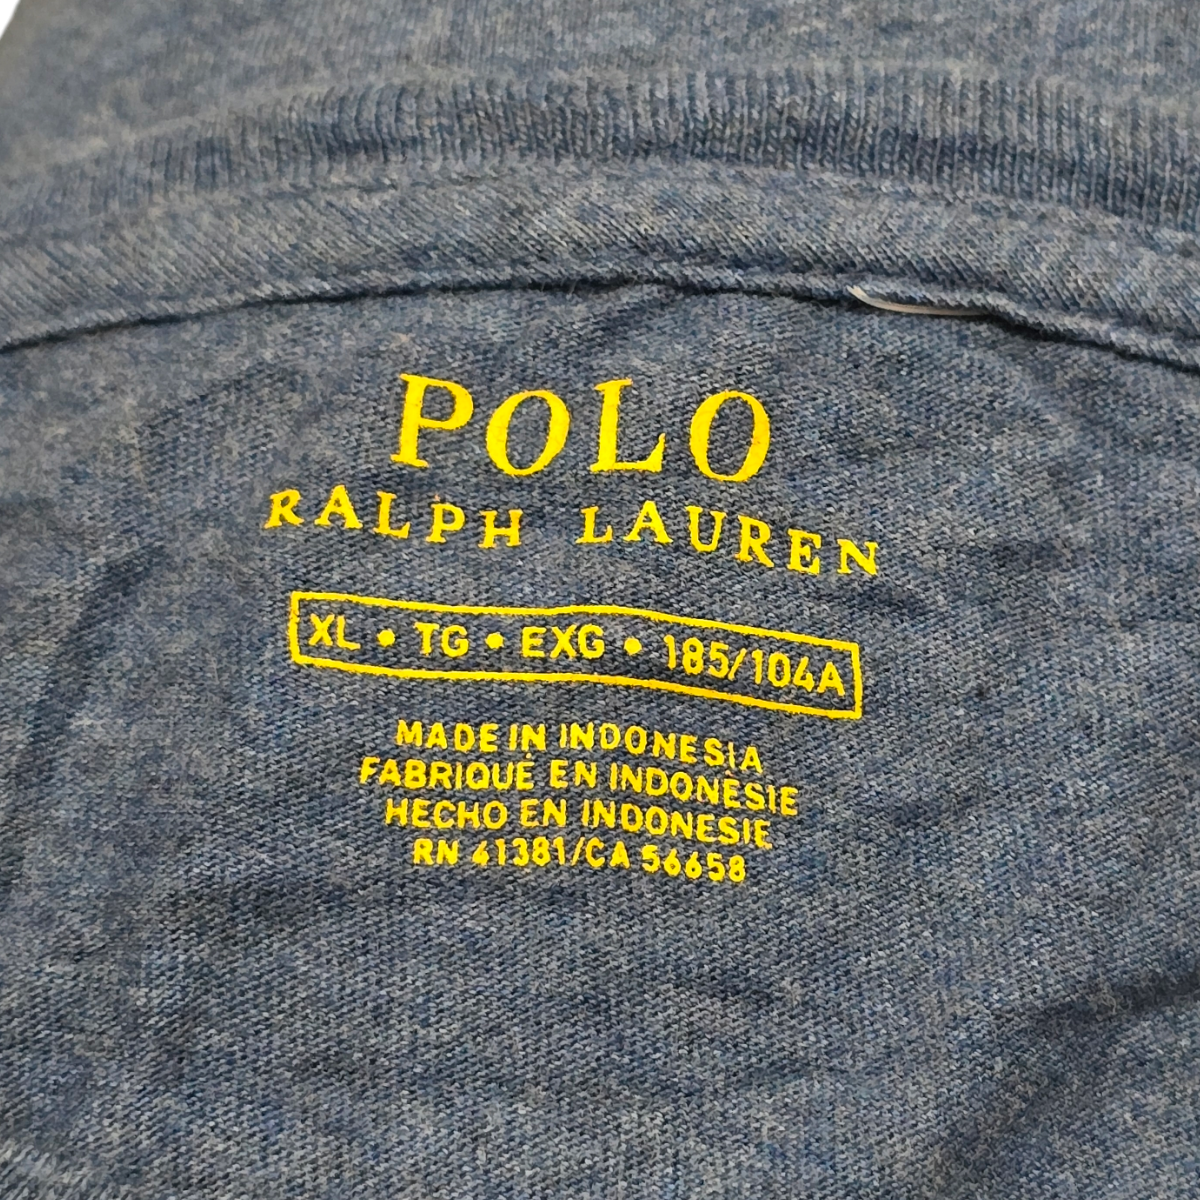 POLO
RALPH LAUREN
XL • TG • EXG • 185/104A
MADE IN INDONESIA
FABRIQUÉ EN INDONÉSIE
HECHO EN INDONESIE
RN 41381/CA 56658